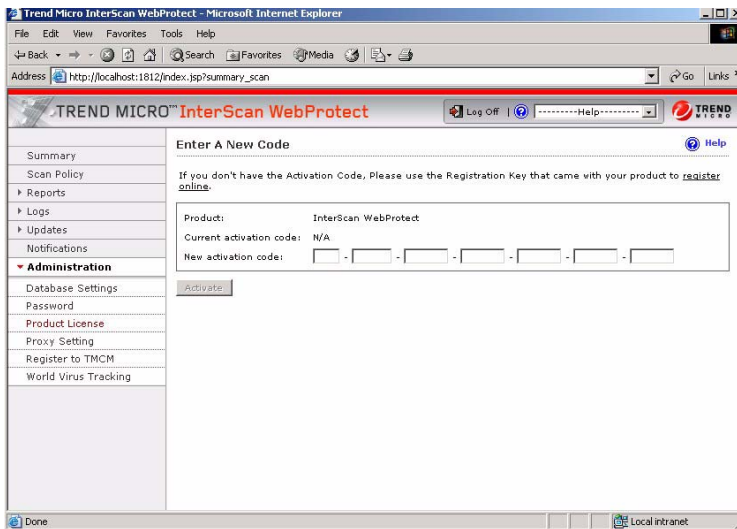 Trend Micro InterScan WebProtect - Microsoft Internet Explorer
File Edit View Favorites Tools Help
Back Search Favorites Media
Address http://localhost:1812/index.jsp?summary_scan Go Links
TREND MICRO™ InterScan WebProtect Log Off | ---------Help--------- TREND MICRO
Enter A New Code Help
Summary
Scan Policy
Reports
Logs
Updates
Notifications
Administration
Database Settings
Password
Product License
Proxy Setting
Register to TMCM
World Virus Tracking
If you don't have the Activation Code, Please use the Registration Key that came with your product to register
online.
Product: InterScan WebProtect
Current activation code: N/A
New activation code: - - - - - -
Activate
Done Local intranet